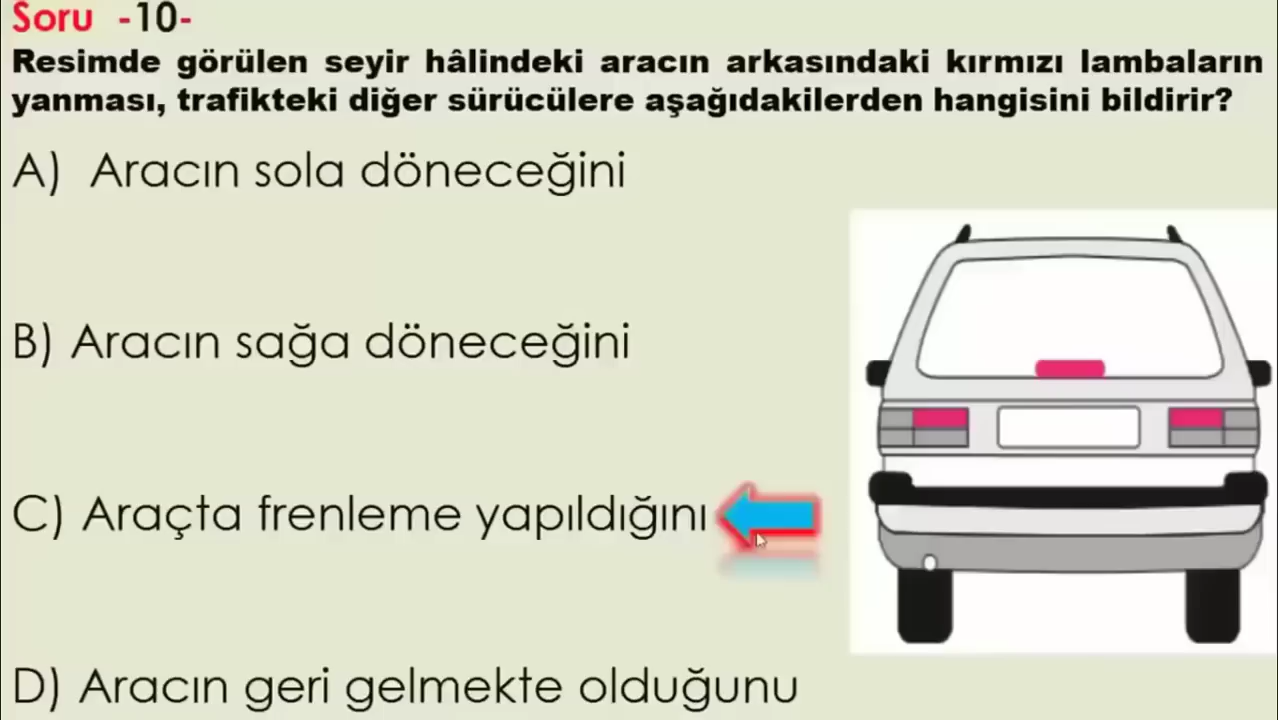 Soru -10-
Resimde görülen seyir hâlindeki aracın arkasındaki kırmızı lambaların
yanması, trafikteki diğer sürücülere aşağıdakilerden hangisini bildirir?
A) Aracın sola döneceğini
B) Aracın sağa döneceğini
C) Araçta frenleme yapıldığını
D) Aracın geri gelmekte olduğunu